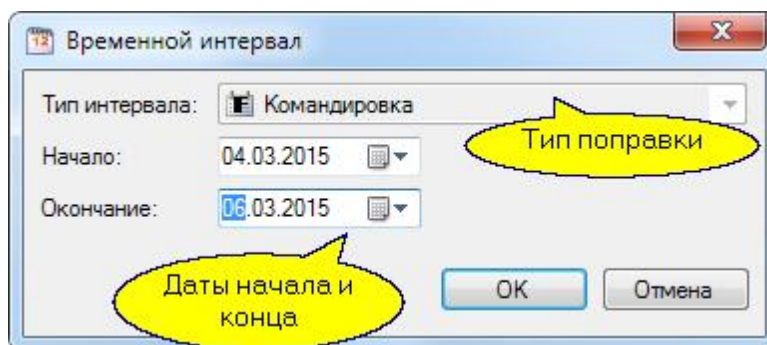 Временной интервал
Тип интервала: Командировка
Тип поправки
Начало: 04.03.2015
Окончание: 06.03.2015
Даты начала и
конца
OK Отмена